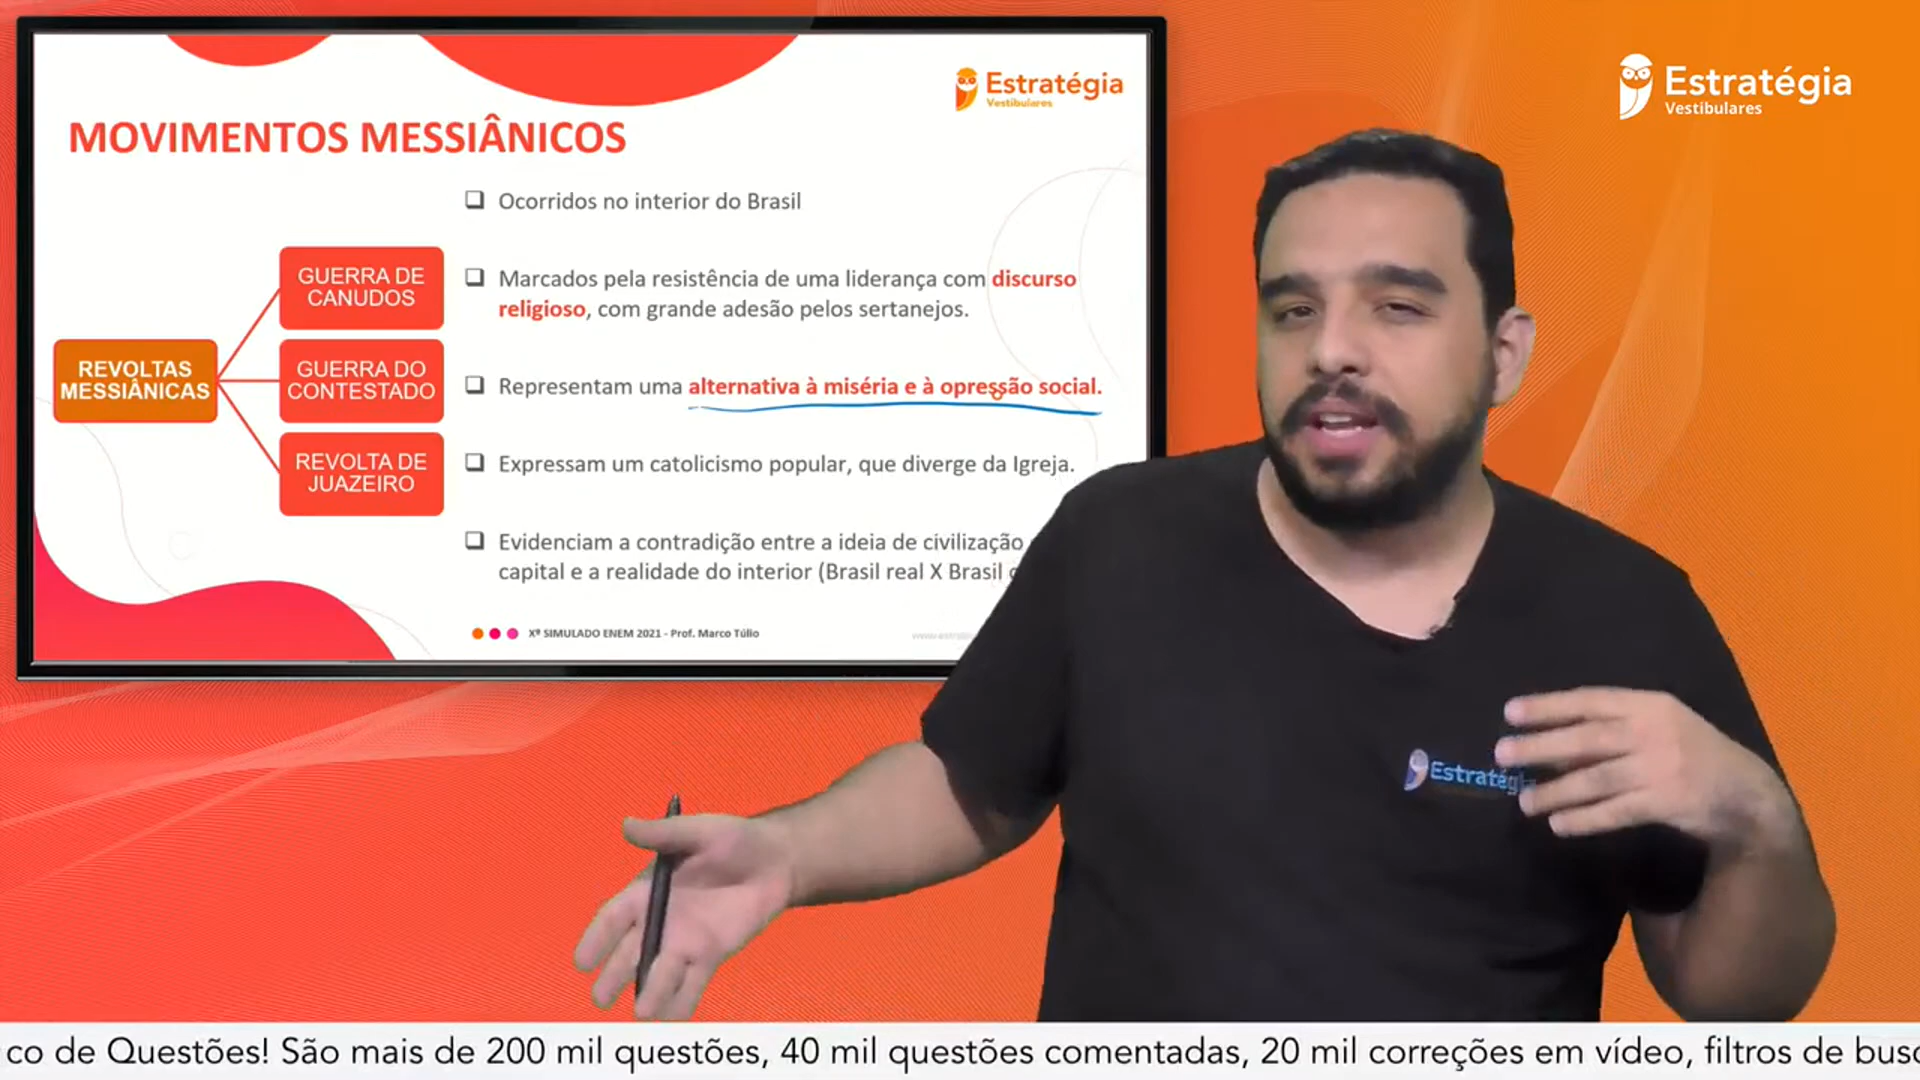 Estratégia
Vestibulares
MOVIMENTOS MESSIÂNICOS
REVOLTAS
MESSIÂNICAS
GUERRA DE
CANUDOS
GUERRA DO
CONTESTADO
REVOLTA DE
JUAZEIRO
❑ Ocorridos no interior do Brasil
❑ Marcados pela resistência de uma liderança com discurso
religioso, com grande adesão pelos sertanejos.
❑ Representam uma alternativa à miséria e à opressão social.
❑ Expressam um catolicismo popular, que diverge da Igreja.
❑ Evidenciam a contradição entre a ideia de civilização
capital e a realidade do interior (Brasil real X Brasil
Xº SIMULADO ENEM 2021 - Prof. Marco Túlio
Estratégia
Vestibulares
Estratégia
co de Questões! São mais de 200 mil questões, 40 mil questões comentadas, 20 mil correções em vídeo, filtros de busc